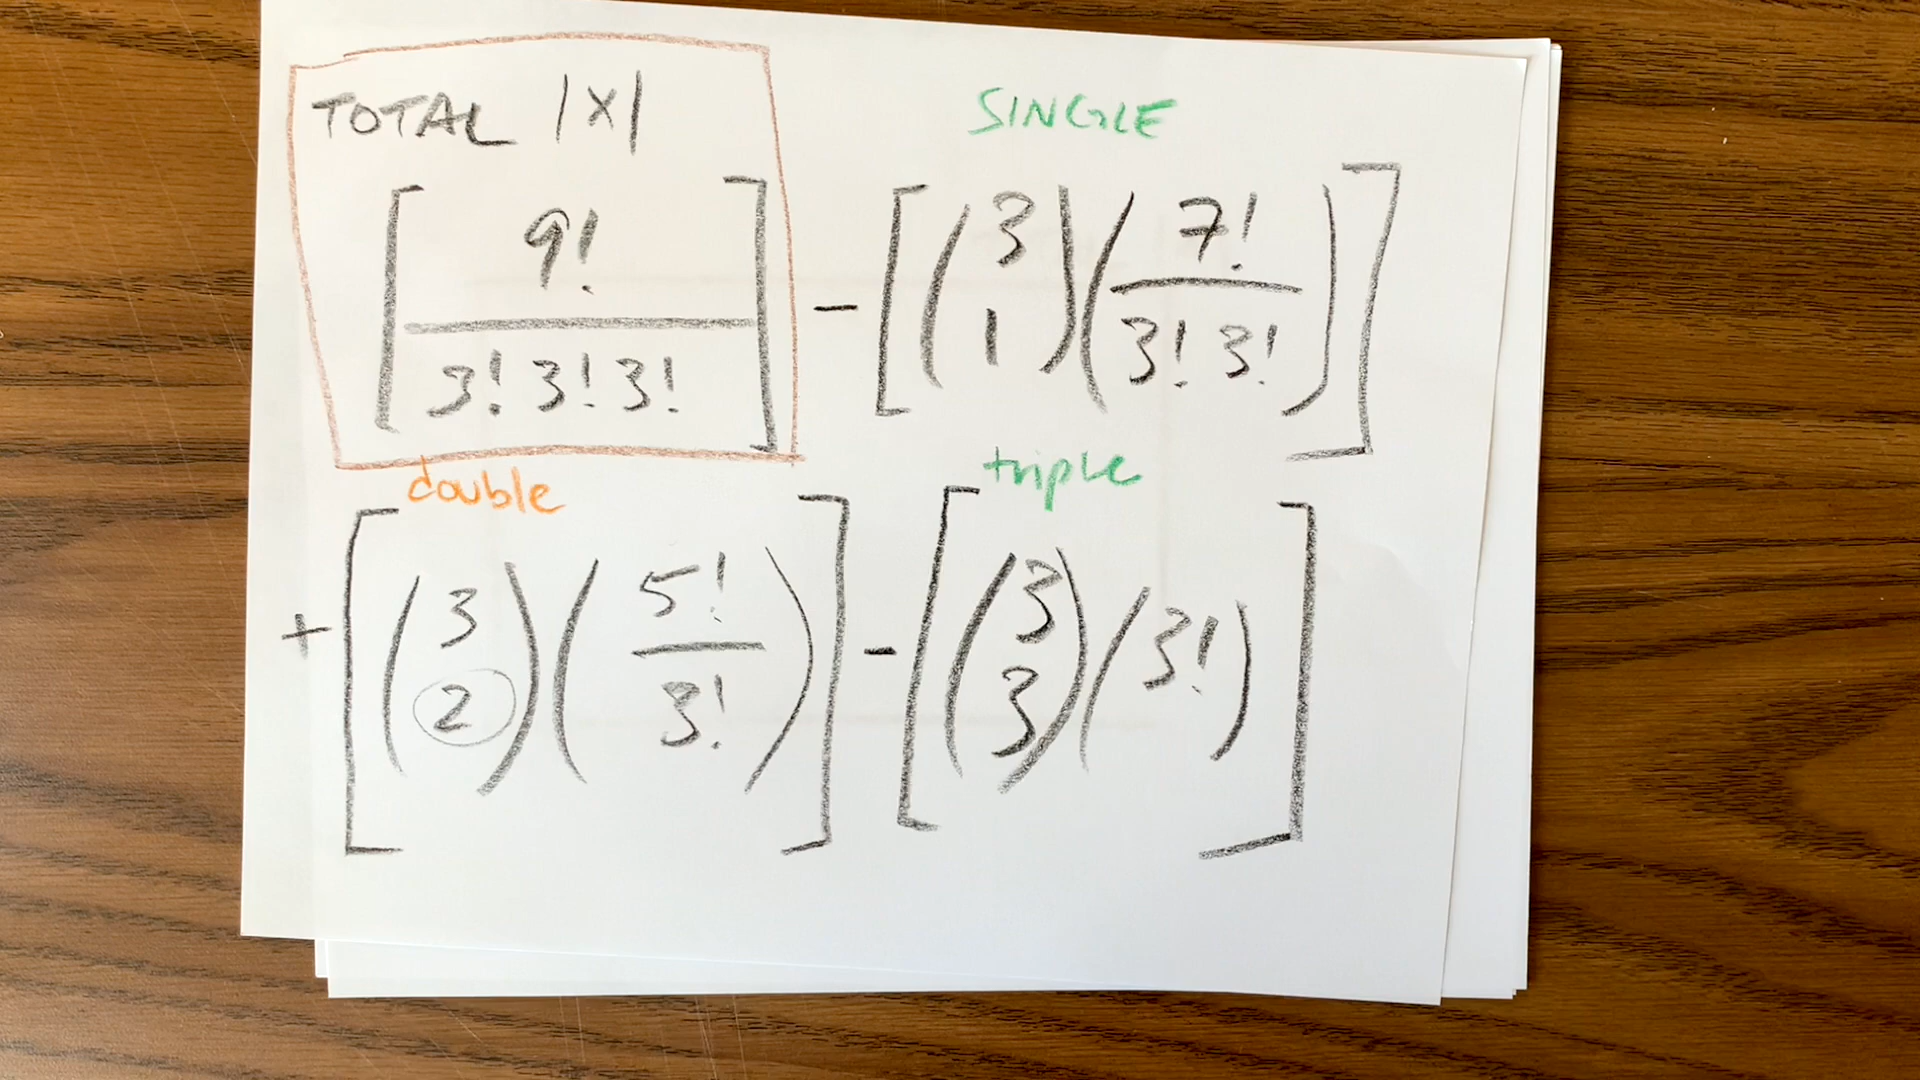 TOTAL |X|
[ 9! / 3! 3! 3! ]
SINGLE
- [ ( 3 1 ) ( 7! / 3! 3! ) ]
double
+ [ ( 3 2 ) ( 5! / 3! ) ]
triple
- [ ( 3 3 ) ( 3! ) ]